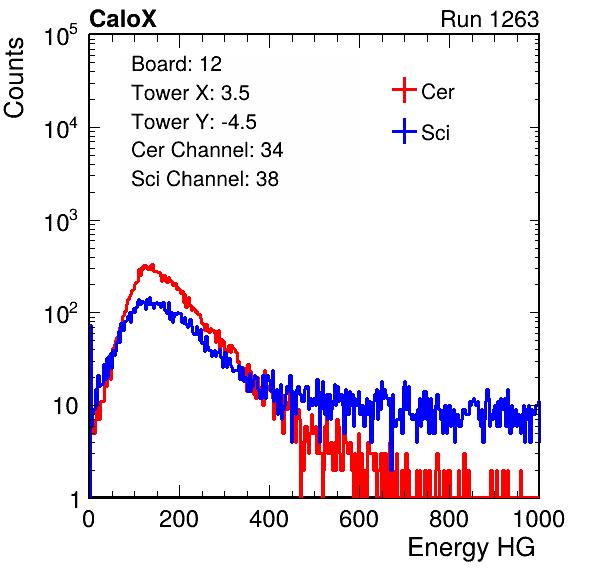 CaloX Run 1263
Board: 12
Tower X: 3.5
Tower Y: -4.5
Cer Channel: 34
Sci Channel: 38
Cer
Sci
Counts
10^5
10^4
10^3
10^2
10
1
0 200 400 600 800 1000
Energy HG